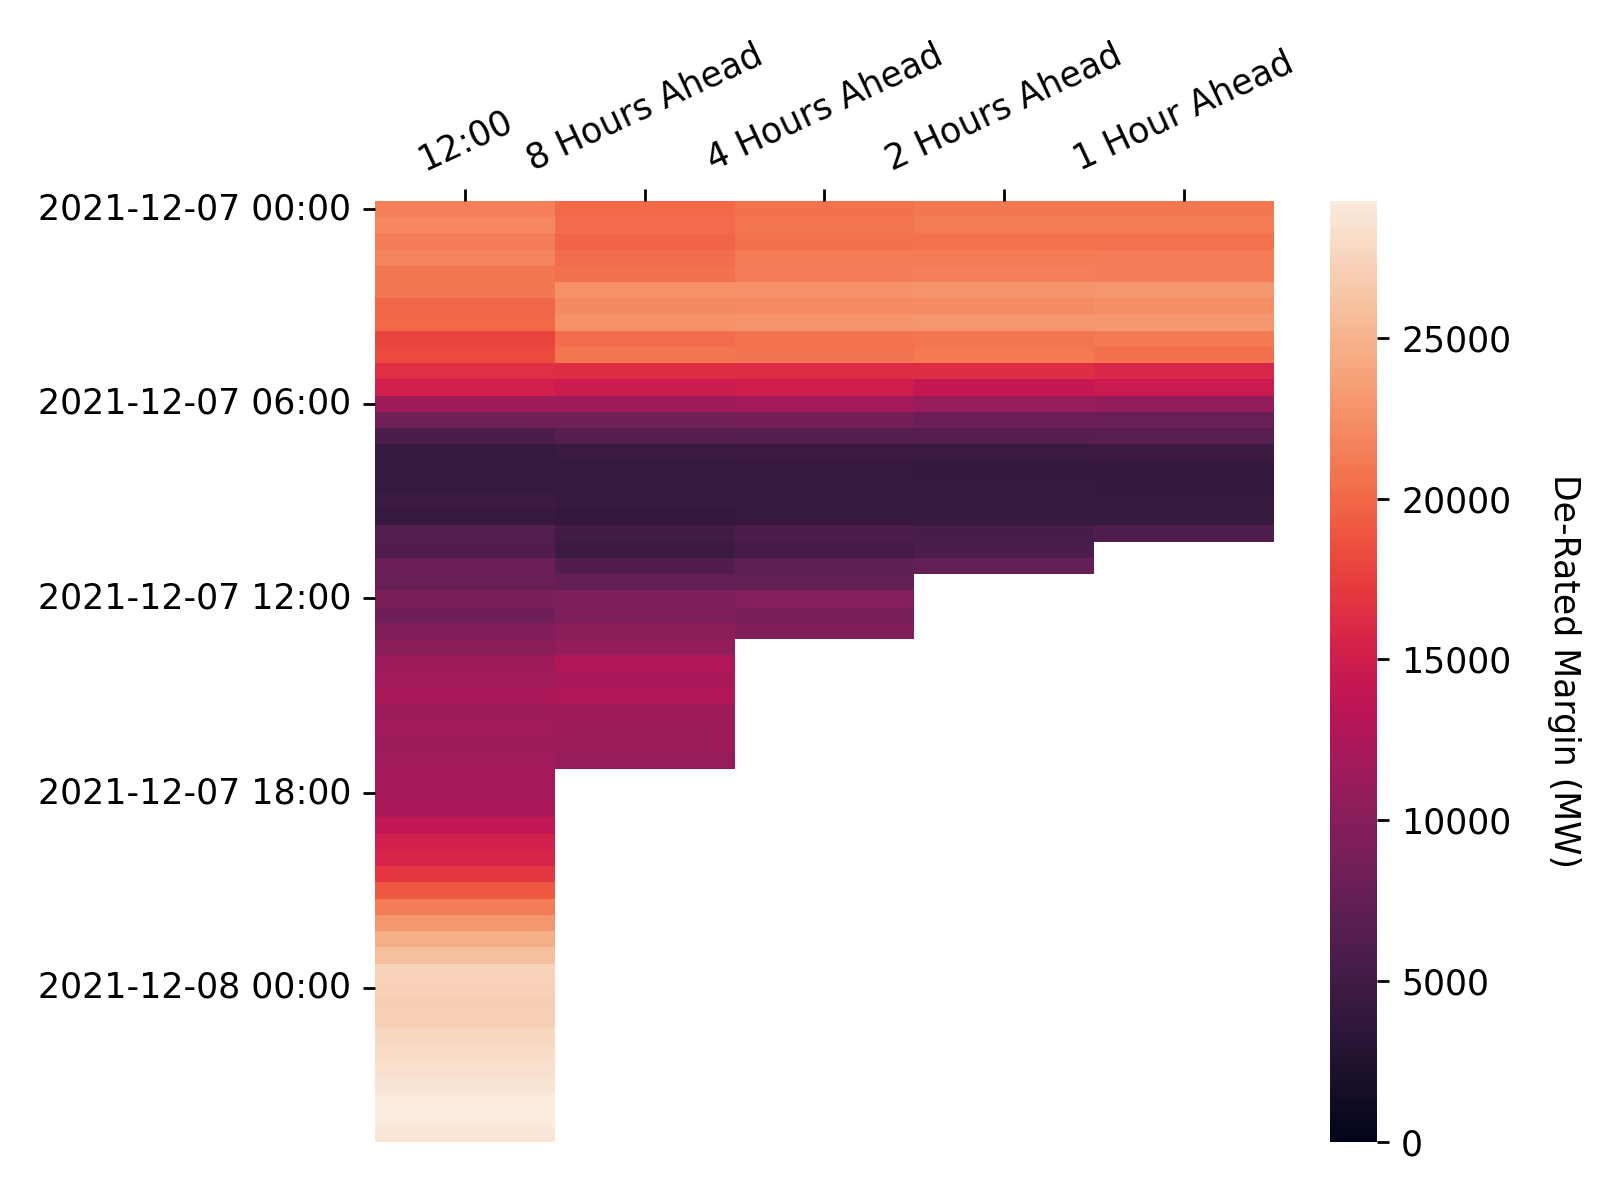 12:00
8 Hours Ahead
4 Hours Ahead
2 Hours Ahead
1 Hour Ahead
2021-12-07 00:00
2021-12-07 06:00
2021-12-07 12:00
2021-12-07 18:00
2021-12-08 00:00
25000
20000
15000
10000
5000
0
De-Rated Margin (MW)